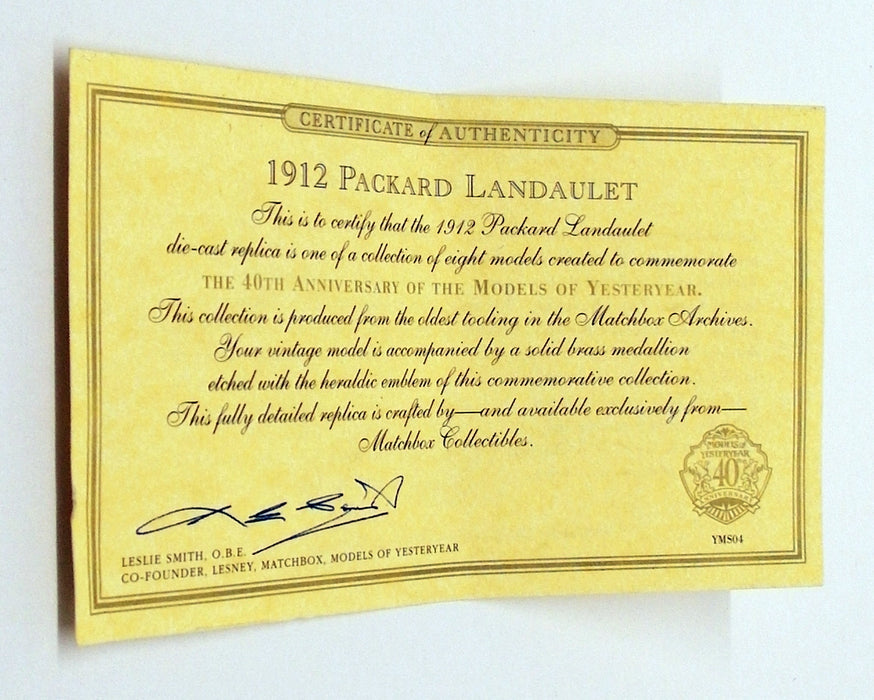 CERTIFICATE of AUTHENTICITY
1912 PACKARD LANDAULET
This is to certify that the 1912 Packard Landaulet
die-cast replica is one of a collection of eight models created to commemorate
THE 40TH ANNIVERSARY OF THE MODELS OF YESTERYEAR.
This collection is produced from the oldest tooling in the Matchbox Archives.
Your vintage model is accompanied by a solid brass medallion
etched with the heraldic emblem of this commemorative collection.
This fully detailed replica is crafted by—and available exclusively from—
Matchbox Collectibles.
MODELS OF
YESTERYEAR
40
ANNIVERSARY
YMS04
LESLIE SMITH, O.B.E.
CO-FOUNDER, LESNEY, MATCHBOX, MODELS OF YESTERYEAR